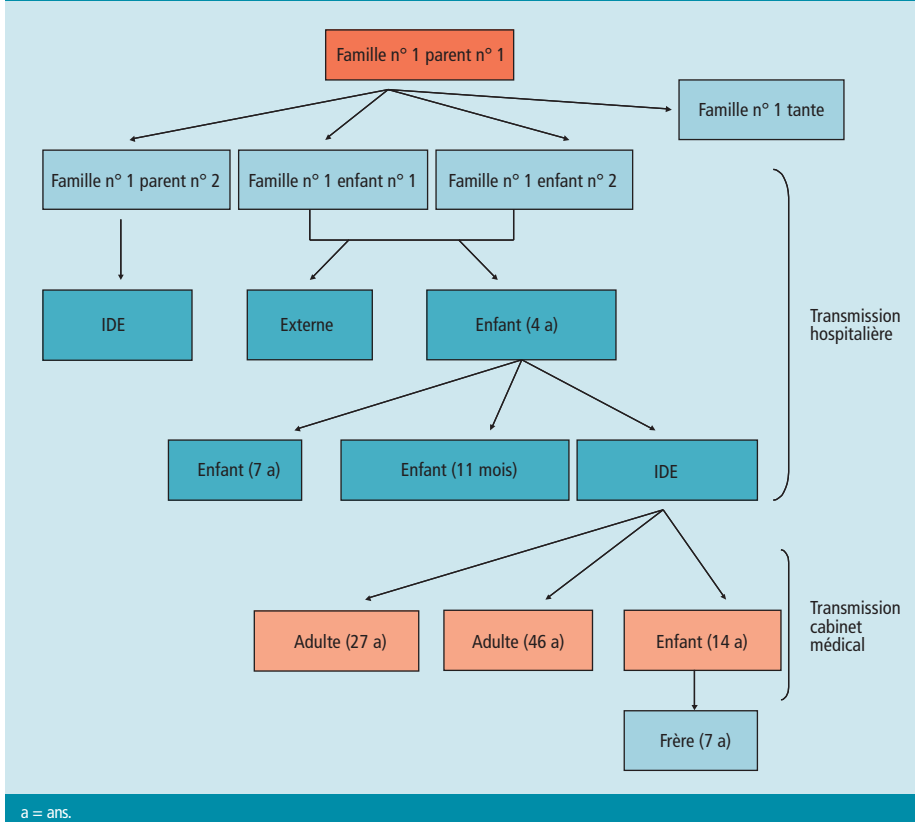 Famille n° 1 parent n° 1
Famille n° 1 tante
Famille n° 1 parent n° 2
Famille n° 1 enfant n° 1
Famille n° 1 enfant n° 2
IDE
Externe
Enfant (4 a)
Transmission
hospitalière
Enfant (7 a)
Enfant (11 mois)
IDE
Adulte (27 a)
Adulte (46 a)
Enfant (14 a)
Transmission
cabinet
médical
Frère (7 a)
a = ans.